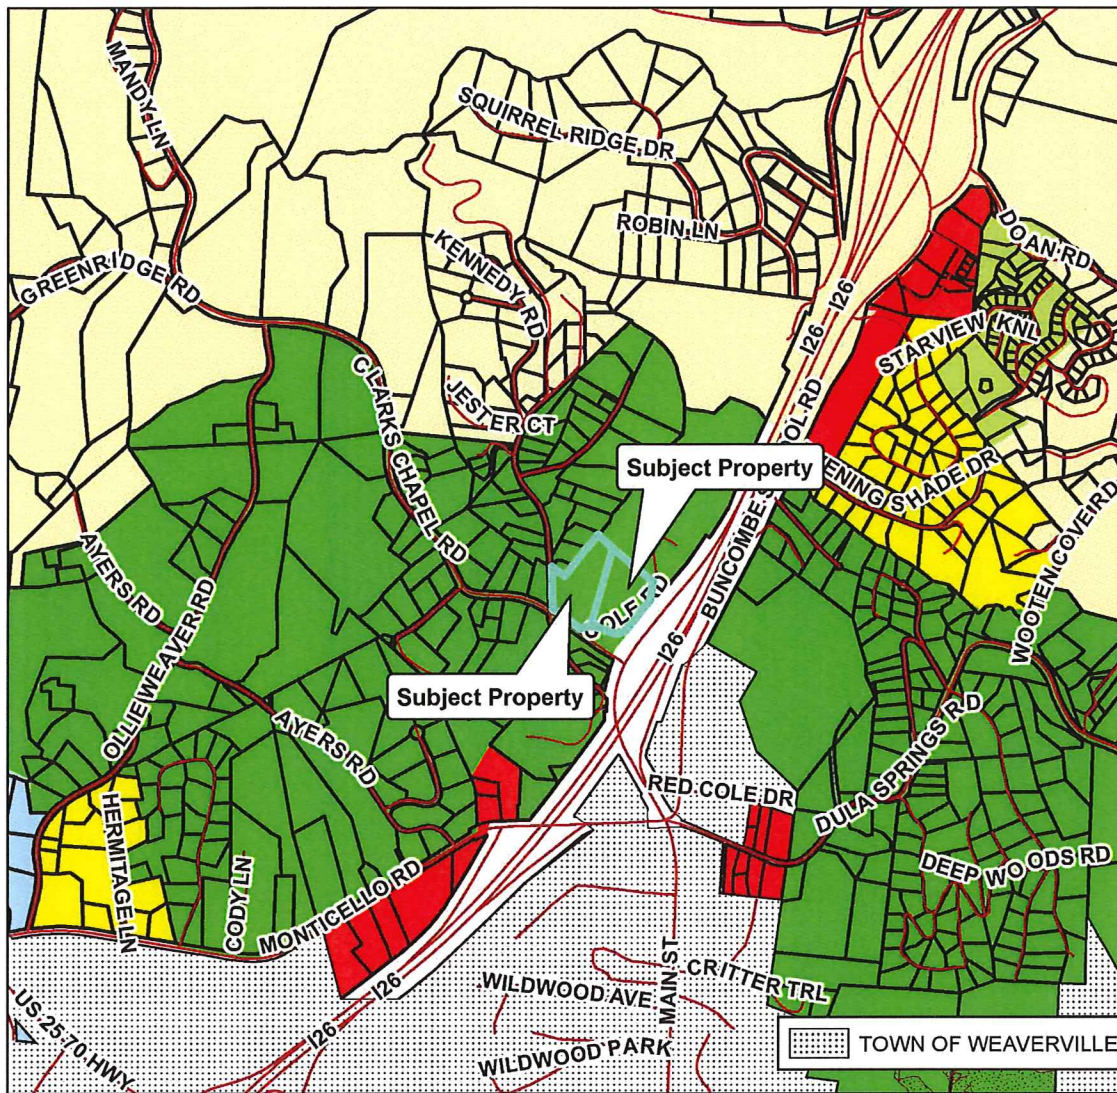 MANDY LN
SQUIRREL RIDGE DR
ROBIN LN
DOAN RD
GREENRIDGE RD
KENNEDY RD
I26
I26
STARVIEW KNL
CLARKS CHAPEL RD
JESTER CT
Subject Property
ENING SHADE DR
AYERS RD
OLLIE WEAVER RD
BUNCOMBE S
OL RD
WOOTEN COVE RD
COLE RD
I26
Subject Property
AYERS RD
RED COLE DR
DULA SPRINGS RD
HERMITAGE LN
CODY LN
MONTICELLO RD
DEEP WOODS RD
I26
MAIN ST
CRITTER TRL
WILDWOOD AVE
US 25-70 HWY
I26
WILDWOOD PARK
TOWN OF WEAVERVILLE